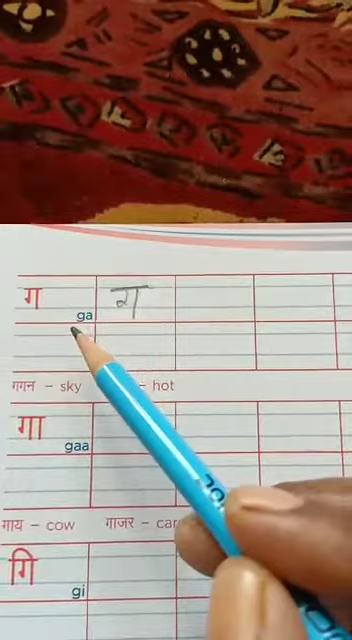 ग ga ग
गगन - sky - hot
गा gaa
गाय - cow गाजर - car
गि gi